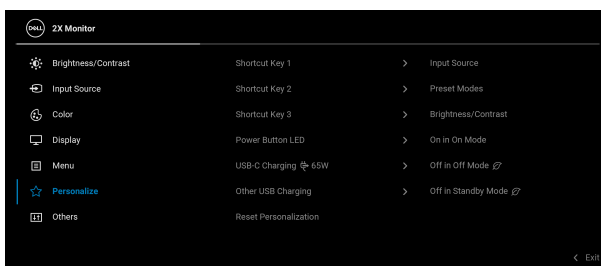 DELL 2X Monitor
Brightness/Contrast Shortcut Key 1 > Input Source
Input Source Shortcut Key 2 > Preset Modes
Color Shortcut Key 3 > Brightness/Contrast
Display Power Button LED > On in On Mode
Menu USB-C Charging 65W > Off in Off Mode
Personalize Other USB Charging > Off in Standby Mode
Others Reset Personalization
< Exit